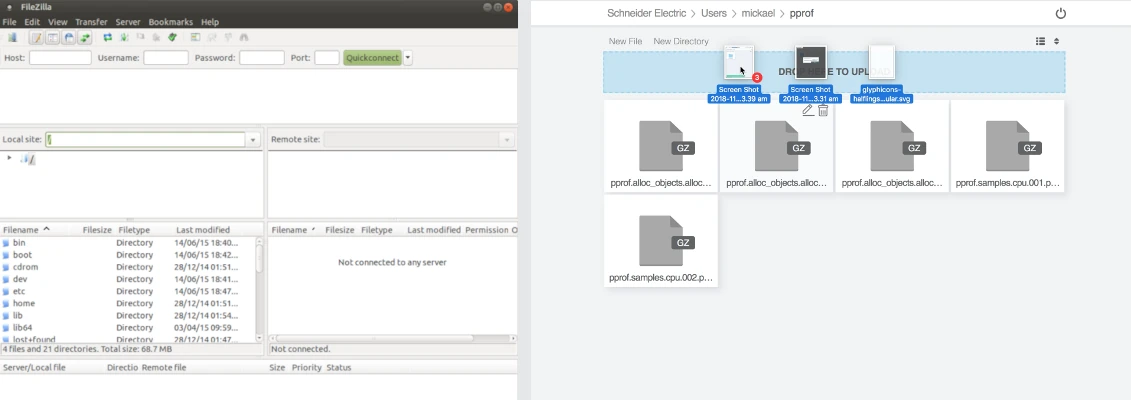 FileZilla
File Edit View Transfer Server Bookmarks Help
Host: Username: Password: Port: Quickconnect
Local site: /
Remote site:
/
Filename Filesize Filetype Last modified
bin Directory 14/06/15 18:40...
boot Directory 14/06/15 18:42...
cdrom Directory 28/12/14 01:51...
dev Directory 14/06/15 18:41...
etc Directory 14/06/15 18:47...
home Directory 28/12/14 01:51...
lib Directory 28/12/14 01:51...
lib64 Directory 03/04/15 09:59...
lost+found Directory 28/12/14 01:47...
4 files and 21 directories. Total size: 68.7 MB
Filename Filesize Filetype Last modified Permission O
Not connected to any server
Not connected.
Server/Local file Directio Remote file Size Priority Status
Schneider Electric > Users > mickael > pprof
New File New Directory
DROP HERE TO UPLOAD
3
Screen Shot
2018-11...3.39 am
Screen Shot
2018-11...3.31 am
glyphicons-
halflings...ular.svg
GZ GZ GZ GZ
pprof.alloc_objects.alloc... pprof.alloc_objects.alloc... pprof.alloc_objects.alloc... pprof.samples.cpu.001.p...
GZ
pprof.samples.cpu.002.p...